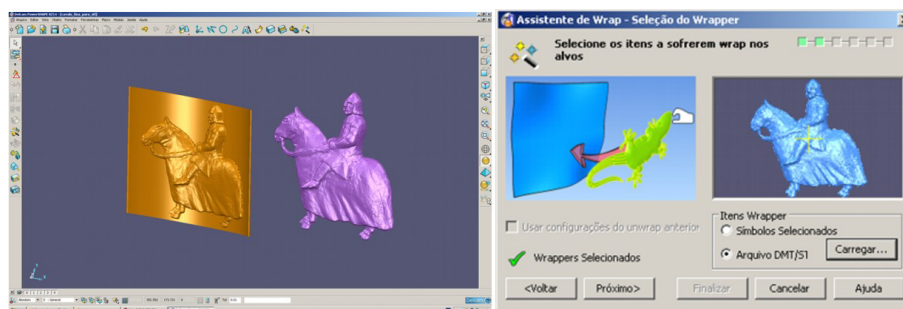 Assistente de Wrap - Seleção do Wrapper
Selecione os itens a sofrerem wrap nos
alvos
Usar configurações do unwrap anterior
Wrappers Selecionados
Itens Wrapper
Símbolos Selecionados
Arquivo DMT/S1
Carregar...
<Voltar
Próximo>
Finalizar
Cancelar
Ajuda